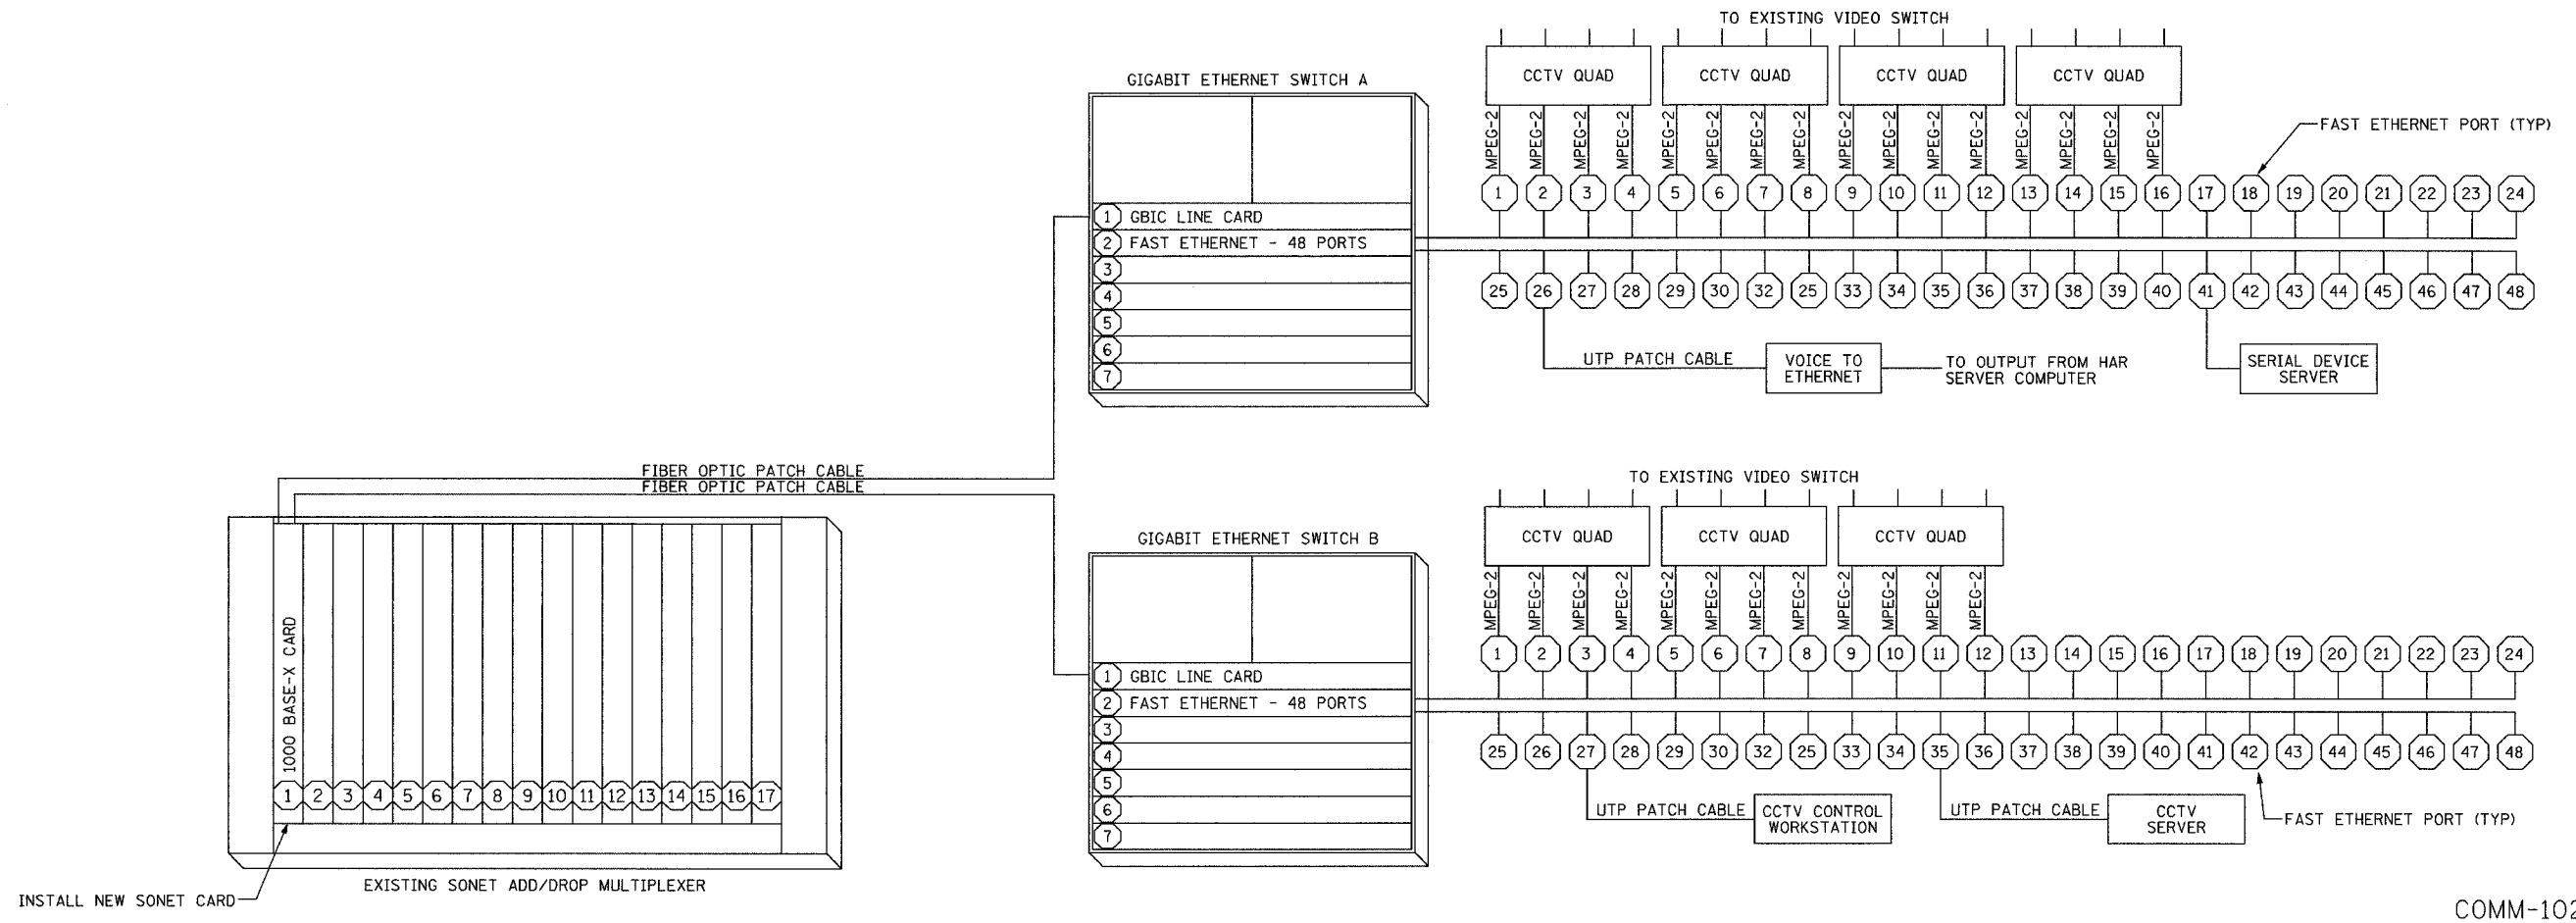 TO EXISTING VIDEO SWITCH
CCTV QUAD CCTV QUAD CCTV QUAD CCTV QUAD
GIGABIT ETHERNET SWITCH A
MPEG-2 MPEG-2 MPEG-2 MPEG-2 MPEG-2 MPEG-2 MPEG-2 MPEG-2 MPEG-2 MPEG-2 MPEG-2 MPEG-2 MPEG-2 MPEG-2 MPEG-2 MPEG-2
FAST ETHERNET PORT (TYP)
1 2 3 4 5 6 7 8 9 10 11 12 13 14 15 16 17 18 19 20 21 22 23 24
1 GBIC LINE CARD
2 FAST ETHERNET - 48 PORTS
3
4
5
6
7
25 26 27 28 29 30 32 25 33 34 35 36 37 38 39 40 41 42 43 44 45 46 47 48
UTP PATCH CABLE
VOICE TO
ETHERNET
TO OUTPUT FROM HAR
SERVER COMPUTER
SERIAL DEVICE
SERVER
FIBER OPTIC PATCH CABLE
FIBER OPTIC PATCH CABLE
TO EXISTING VIDEO SWITCH
CCTV QUAD CCTV QUAD CCTV QUAD
GIGABIT ETHERNET SWITCH B
MPEG-2 MPEG-2 MPEG-2 MPEG-2 MPEG-2 MPEG-2 MPEG-2 MPEG-2 MPEG-2 MPEG-2 MPEG-2 MPEG-2
1 2 3 4 5 6 7 8 9 10 11 12 13 14 15 16 17 18 19 20 21 22 23 24
1 GBIC LINE CARD
2 FAST ETHERNET - 48 PORTS
3
4
5
6
7
25 26 27 28 29 30 32 25 33 34 35 36 37 38 39 40 41 42 43 44 45 46 47 48
UTP PATCH CABLE
CCTV CONTROL
WORKSTATION
UTP PATCH CABLE
CCTV
SERVER
FAST ETHERNET PORT (TYP)
1000 BASE-X CARD
1 2 3 4 5 6 7 8 9 10 11 12 13 14 15 16 17
EXISTING SONET ADD/DROP MULTIPLEXER
INSTALL NEW SONET CARD
COMM-102